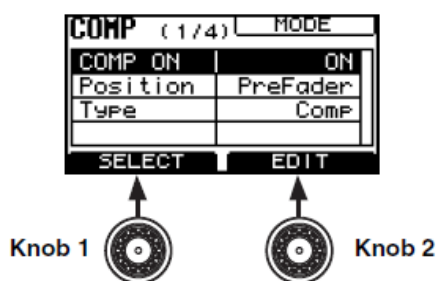 COMP (1/4) MODE
COMP ON ON
Position PreFader
Type Comp
SELECT EDIT
Knob 1 Knob 2